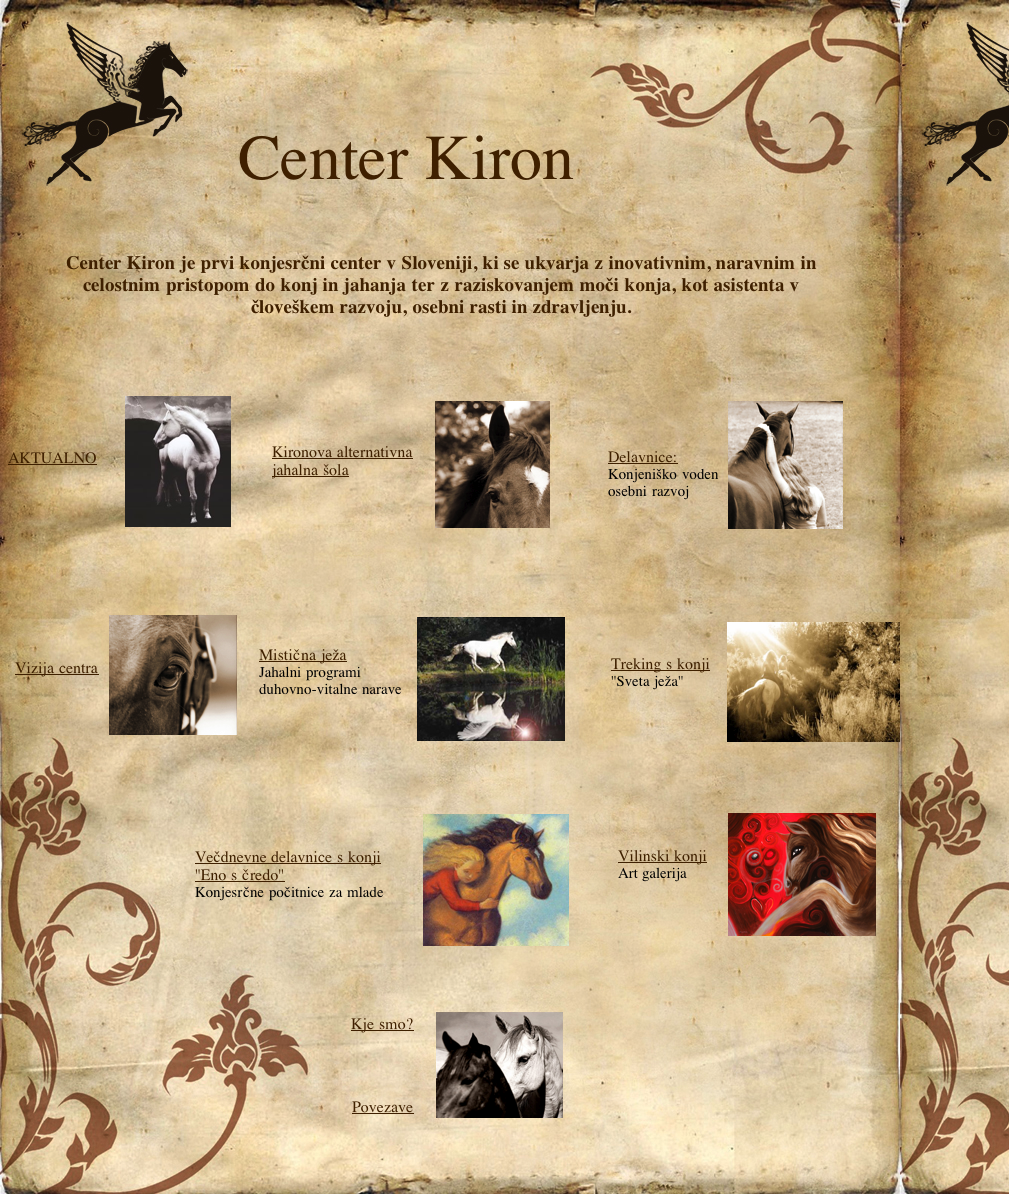 Center Kiron
Center Kiron je prvi konjesrčni center v Sloveniji, ki se ukvarja z inovativnim, naravnim in
celostnim pristopom do konj in jahanja ter z raziskovanjem moči konja, kot asistenta v
človeškem razvoju, osebni rasti in zdravljenju.
AKTUALNO
Kironova alternativna
jahalna šola
Delavnice:
Konjeniško voden
osebni razvoj
Vizija centra
Mistična ježa
Jahalni programi
duhovno-vitalne narave
Treking s konji
"Sveta ježa"
Večdnevne delavnice s konji
"Eno s čredo"
Konjesrčne počitnice za mlade
Vilinski konji
Art galerija
Kje smo?
Povezave